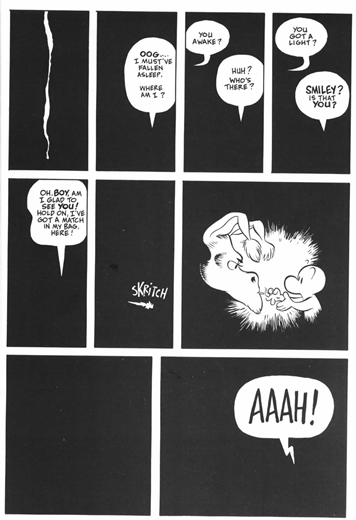 OOG....
I MUST'VE
FALLEN
ASLEEP.
WHERE
AM I?
YOU
AWAKE?
HUH?
WHO'S
THERE?
YOU
GOT A
LIGHT?
SMILEY?
IS THAT
YOU?
OH, BOY, AM
I GLAD TO
SEE YOU!
HOLD ON, I'VE
GOT A MATCH
IN MY BAG.
HERE!
SKRITCH
AAAH!